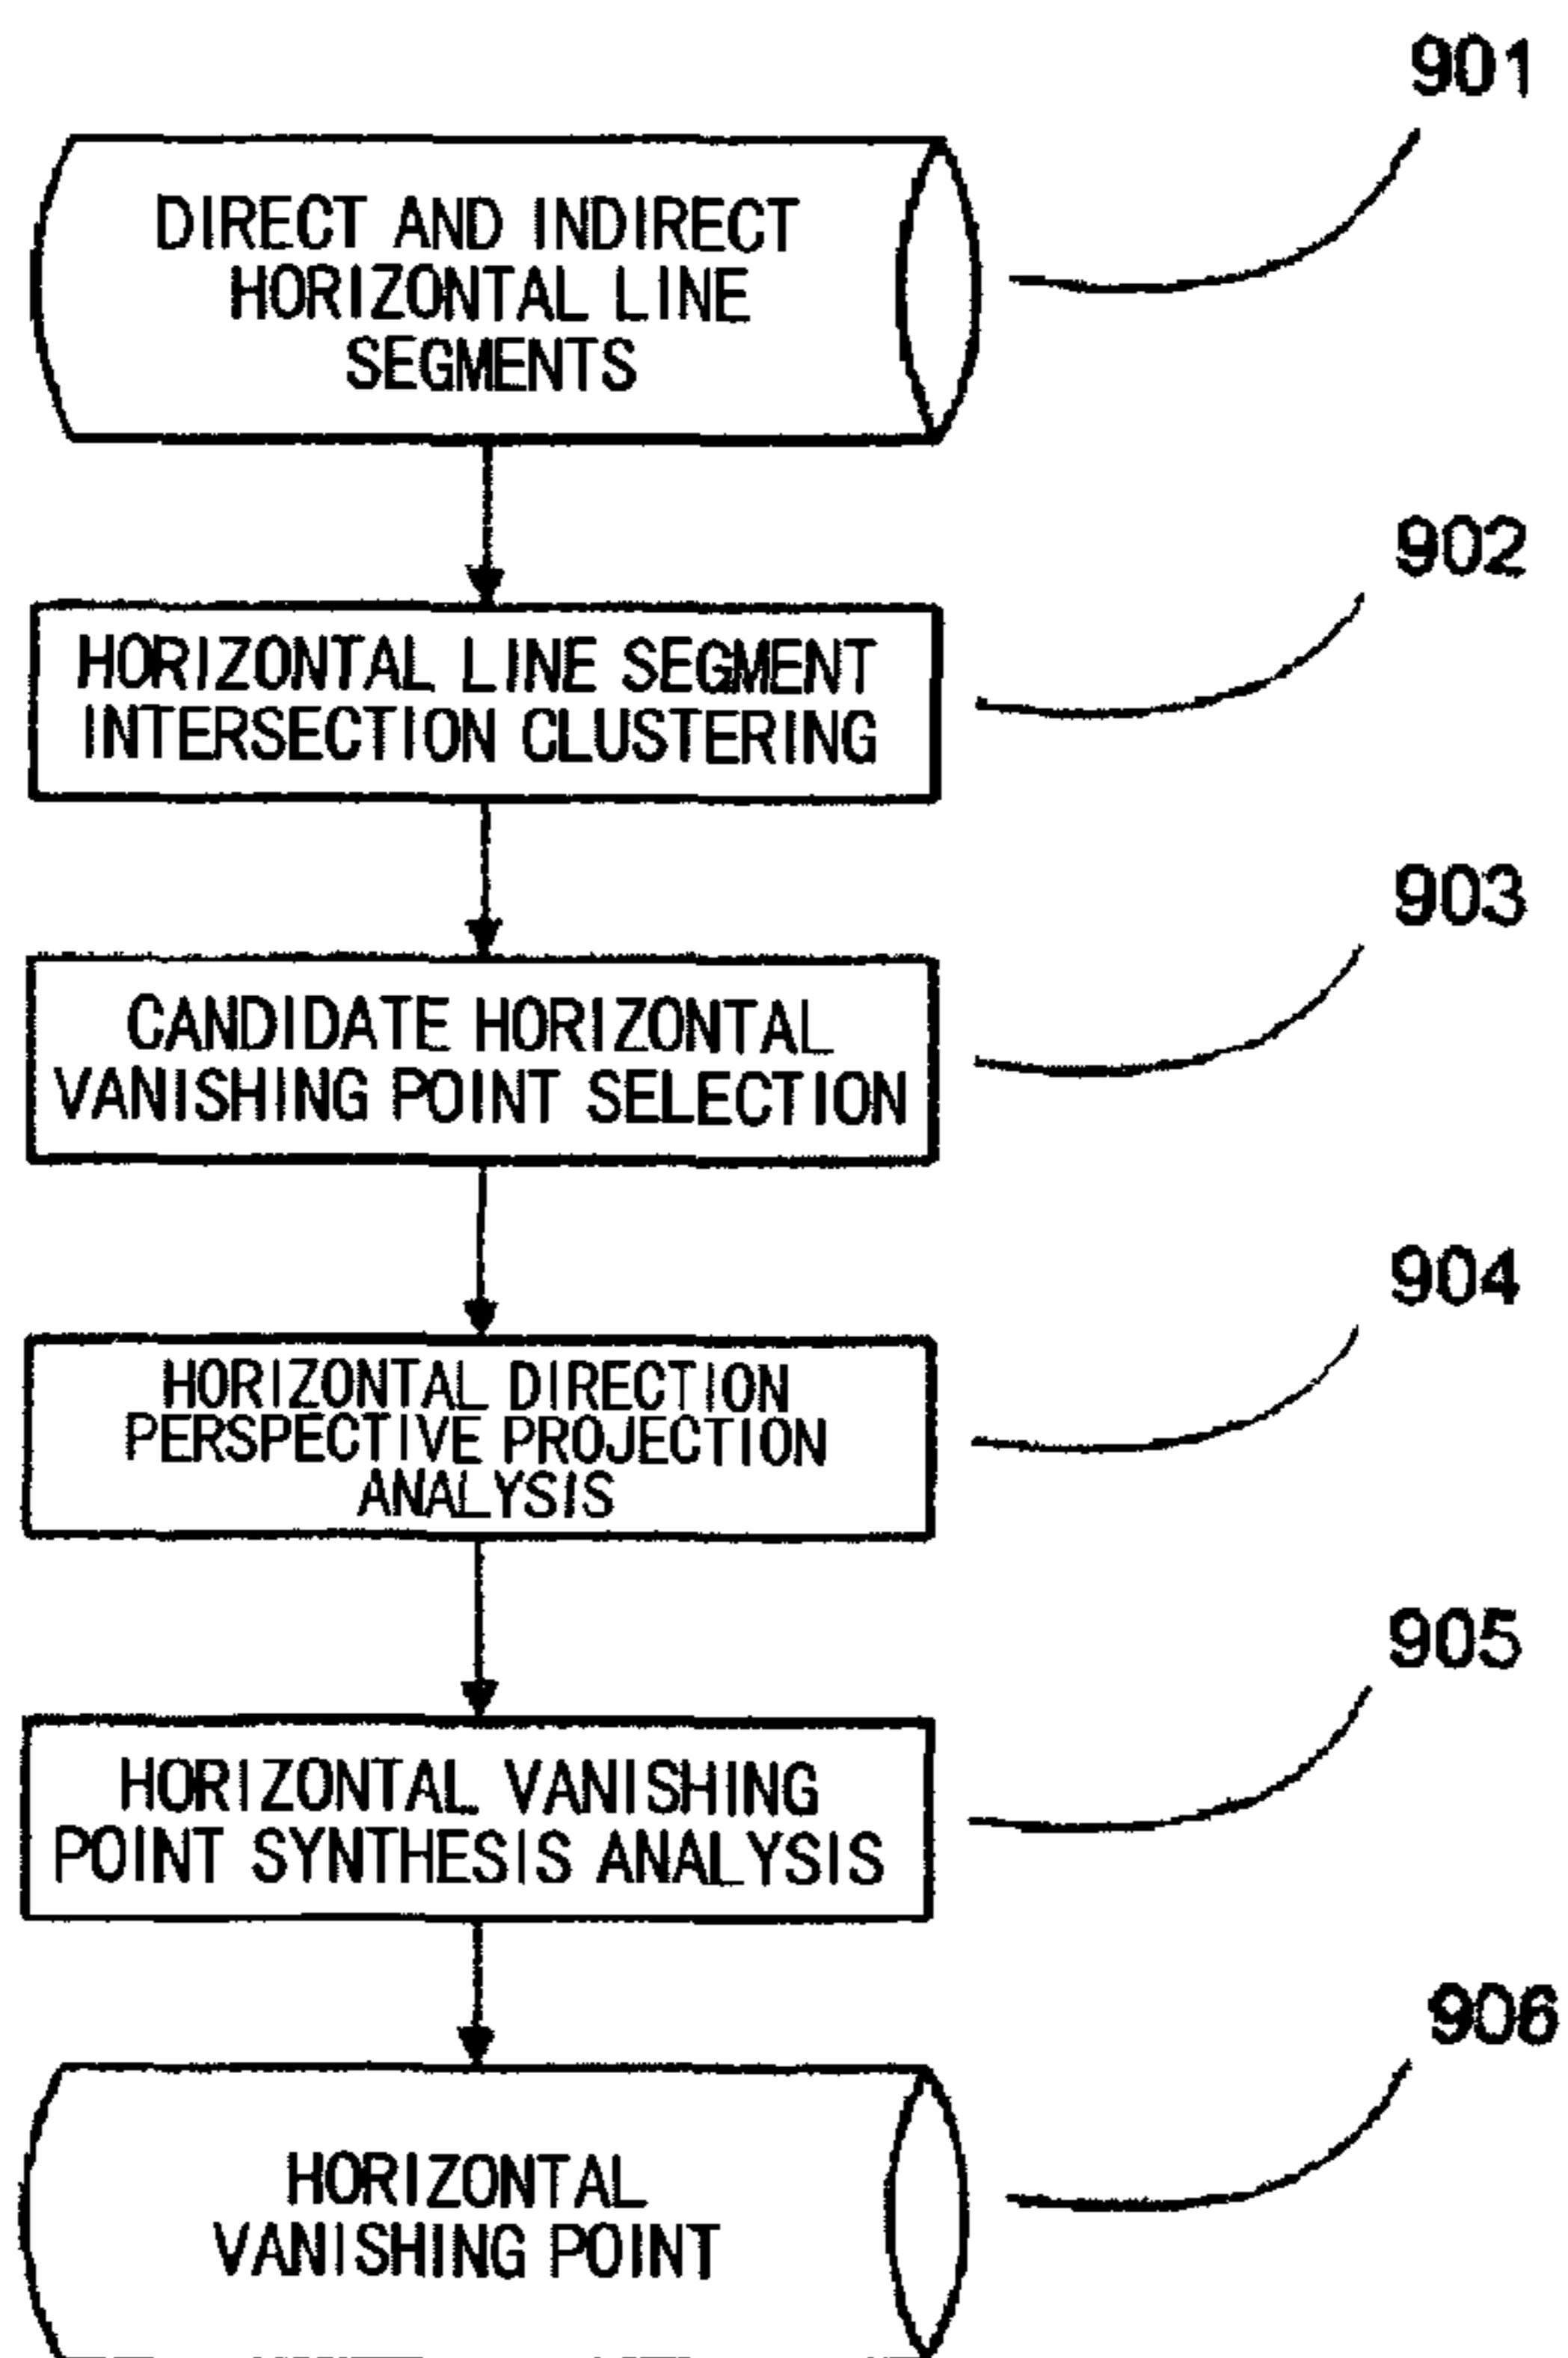 901
DIRECT AND INDIRECT
HORIZONTAL LINE
SEGMENTS
902
HORIZONTAL LINE SEGMENT
INTERSECTION CLUSTERING
903
CANDIDATE HORIZONTAL
VANISHING POINT SELECTION
904
HORIZONTAL DIRECTION
PERSPECTIVE PROJECTION
ANALYSIS
905
HORIZONTAL VANISHING
POINT SYNTHESIS ANALYSIS
906
HORIZONTAL
VANISHING POINT